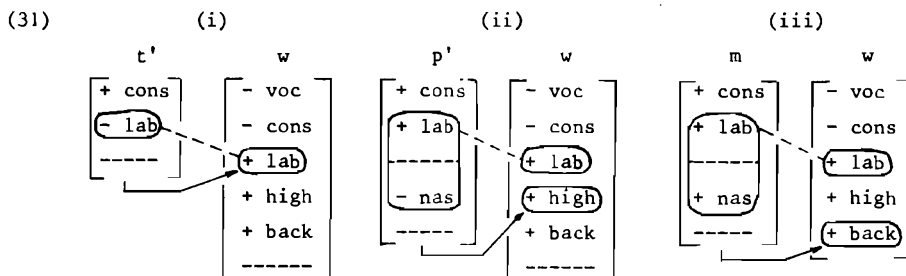 (31) (i) (ii) (iii)
t' w p' w m w
+ cons - voc + cons - voc + cons - voc
- lab - cons + lab - cons + lab - cons
------ + lab ------ + lab ------ + lab
+ high - nas + high + nas + high
+ back ----- + back ----- + back
------ ------ ------